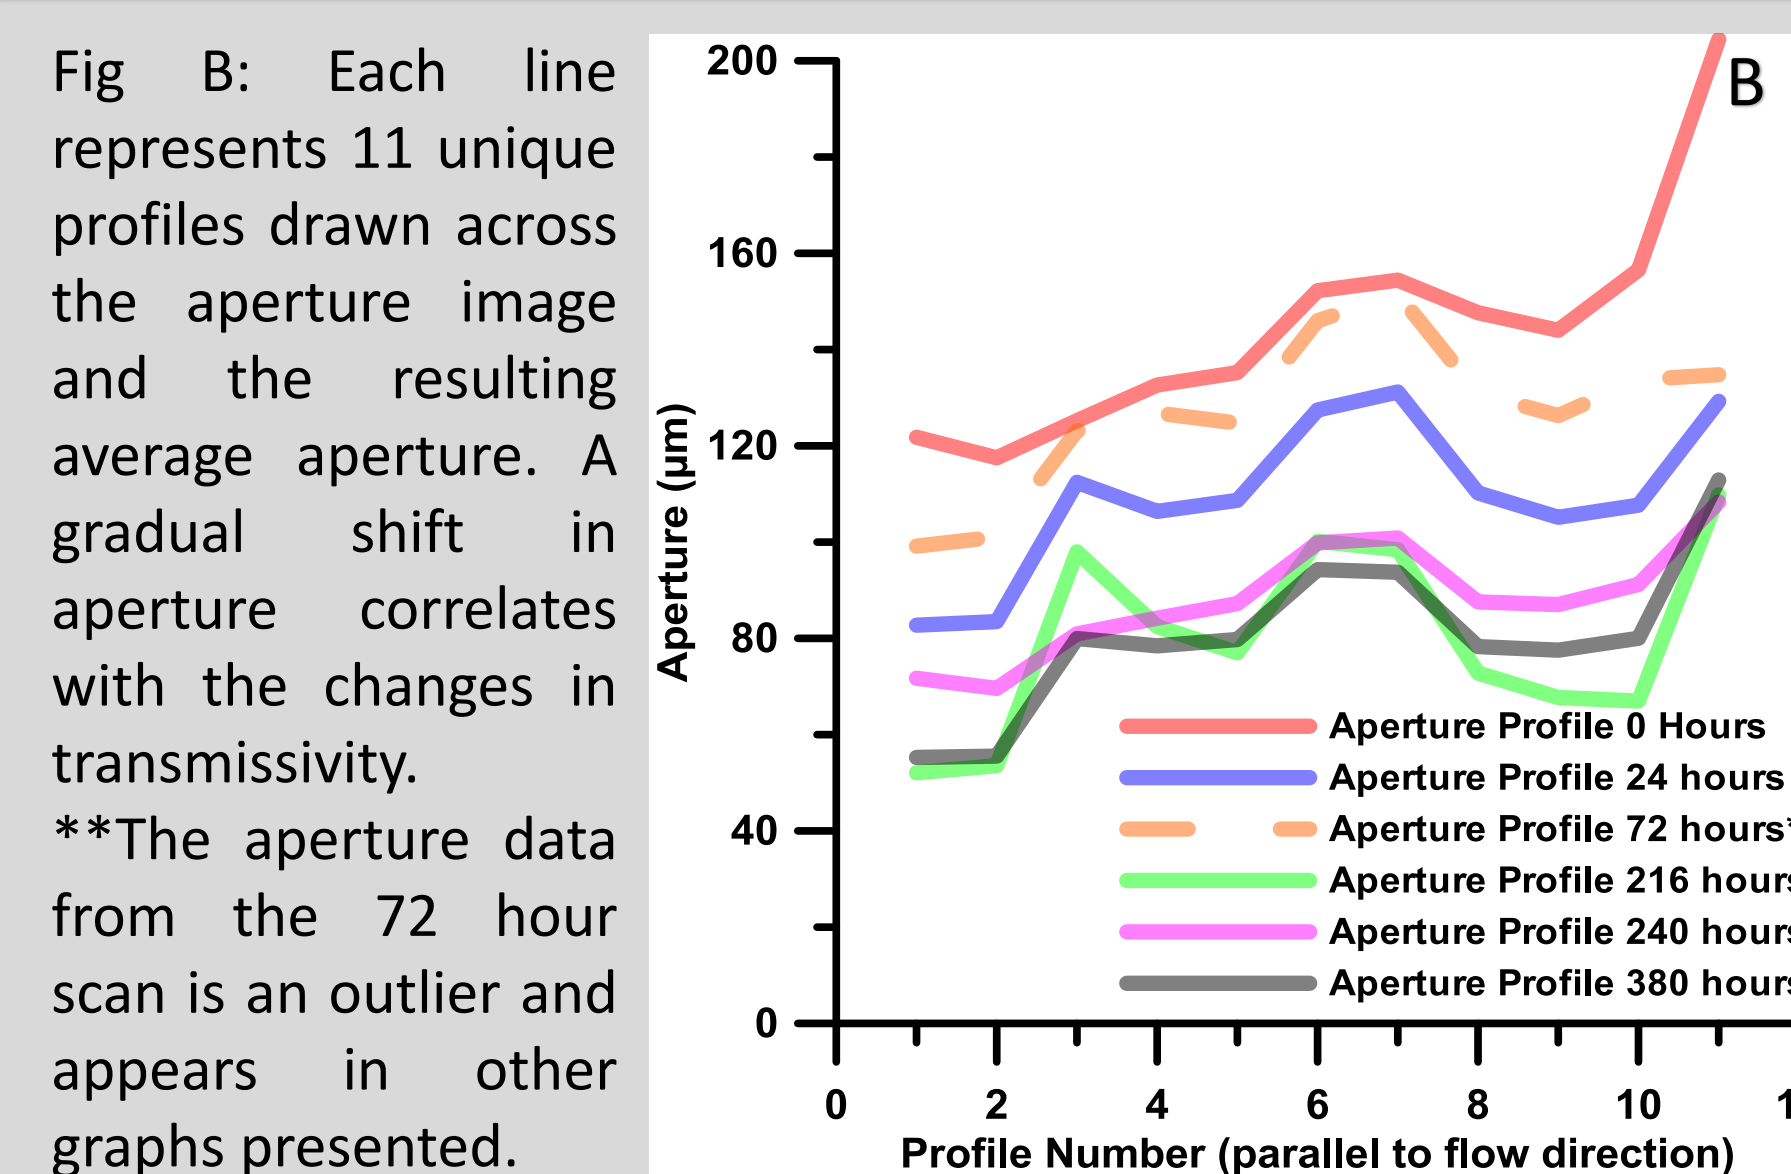 Fig B: Each line
represents 11 unique
profiles drawn across
the aperture image
and the resulting
average aperture. A
gradual shift in
aperture correlates
with the changes in
transmissivity.
**The aperture data
from the 72 hour
scan is an outlier and
appears in other
graphs presented.
B
200
160
120
80
40
0
Aperture (µm)
Aperture Profile 0 Hours
Aperture Profile 24 hours
Aperture Profile 72 hours*
Aperture Profile 216 hours
Aperture Profile 240 hours
Aperture Profile 380 hours
0 2 4 6 8 10 1
Profile Number (parallel to flow direction)